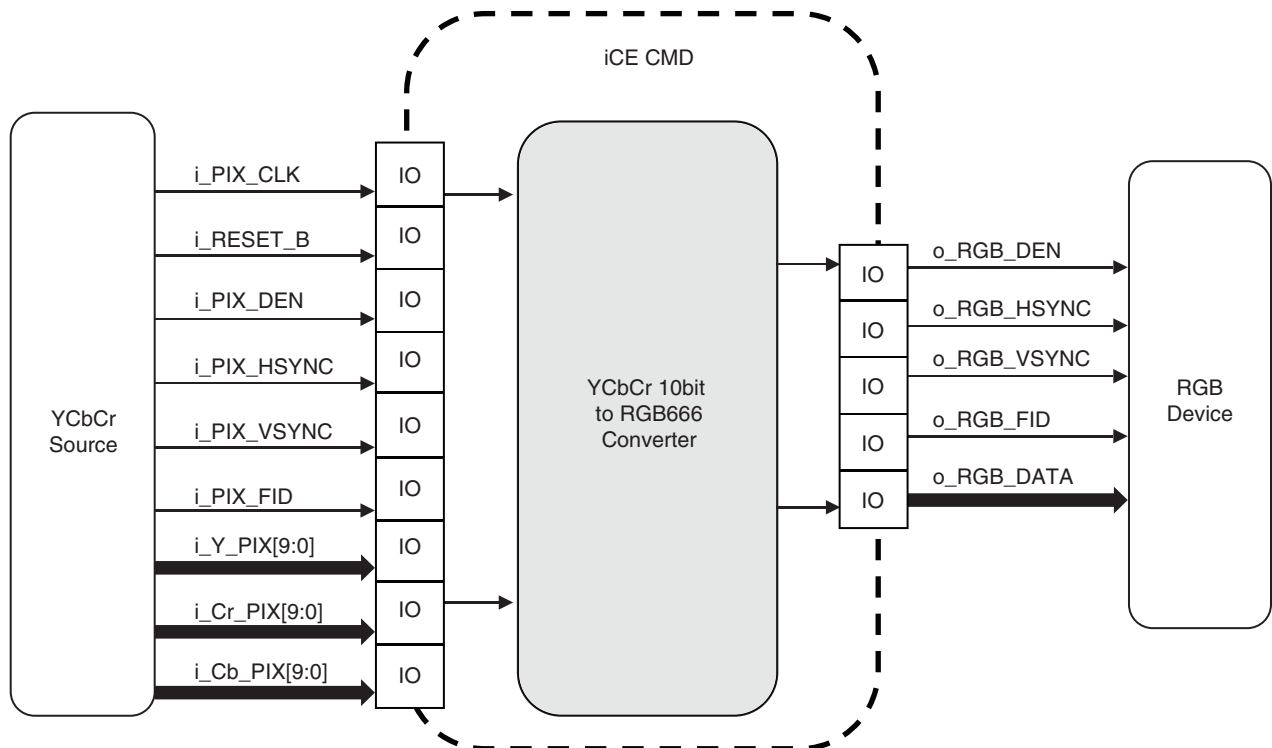 iCE CMD
YCbCr
Source
i_PIX_CLK
i_RESET_B
i_PIX_DEN
i_PIX_HSYNC
i_PIX_VSYNC
i_PIX_FID
i_Y_PIX[9:0]
i_Cr_PIX[9:0]
i_Cb_PIX[9:0]
IO
IO
IO
IO
IO
IO
IO
IO
IO
YCbCr 10bit
to RGB666
Converter
IO
IO
IO
IO
IO
o_RGB_DEN
o_RGB_HSYNC
o_RGB_VSYNC
o_RGB_FID
o_RGB_DATA
RGB
Device